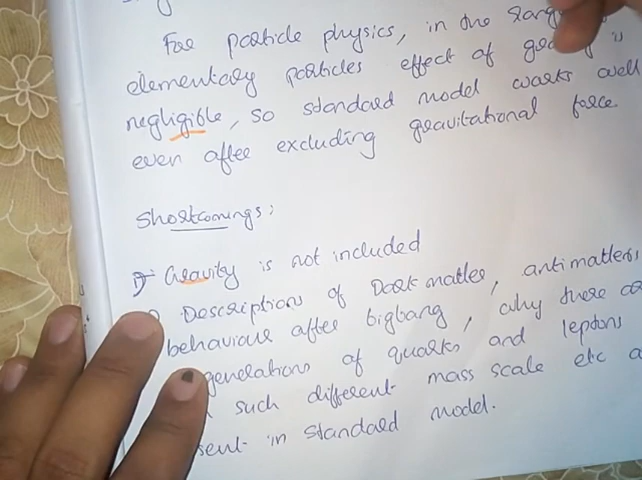 For particle physics, in the
elementary particles effect of is
negligible, so standard model works well
even after excluding gravitational force
Shortcomings:
Gravity is not included
Description of Dark matter, antimatters,
behaviour after bigbang, why there
generations of quarks and leptons
such different mass scale etc
in standard model.